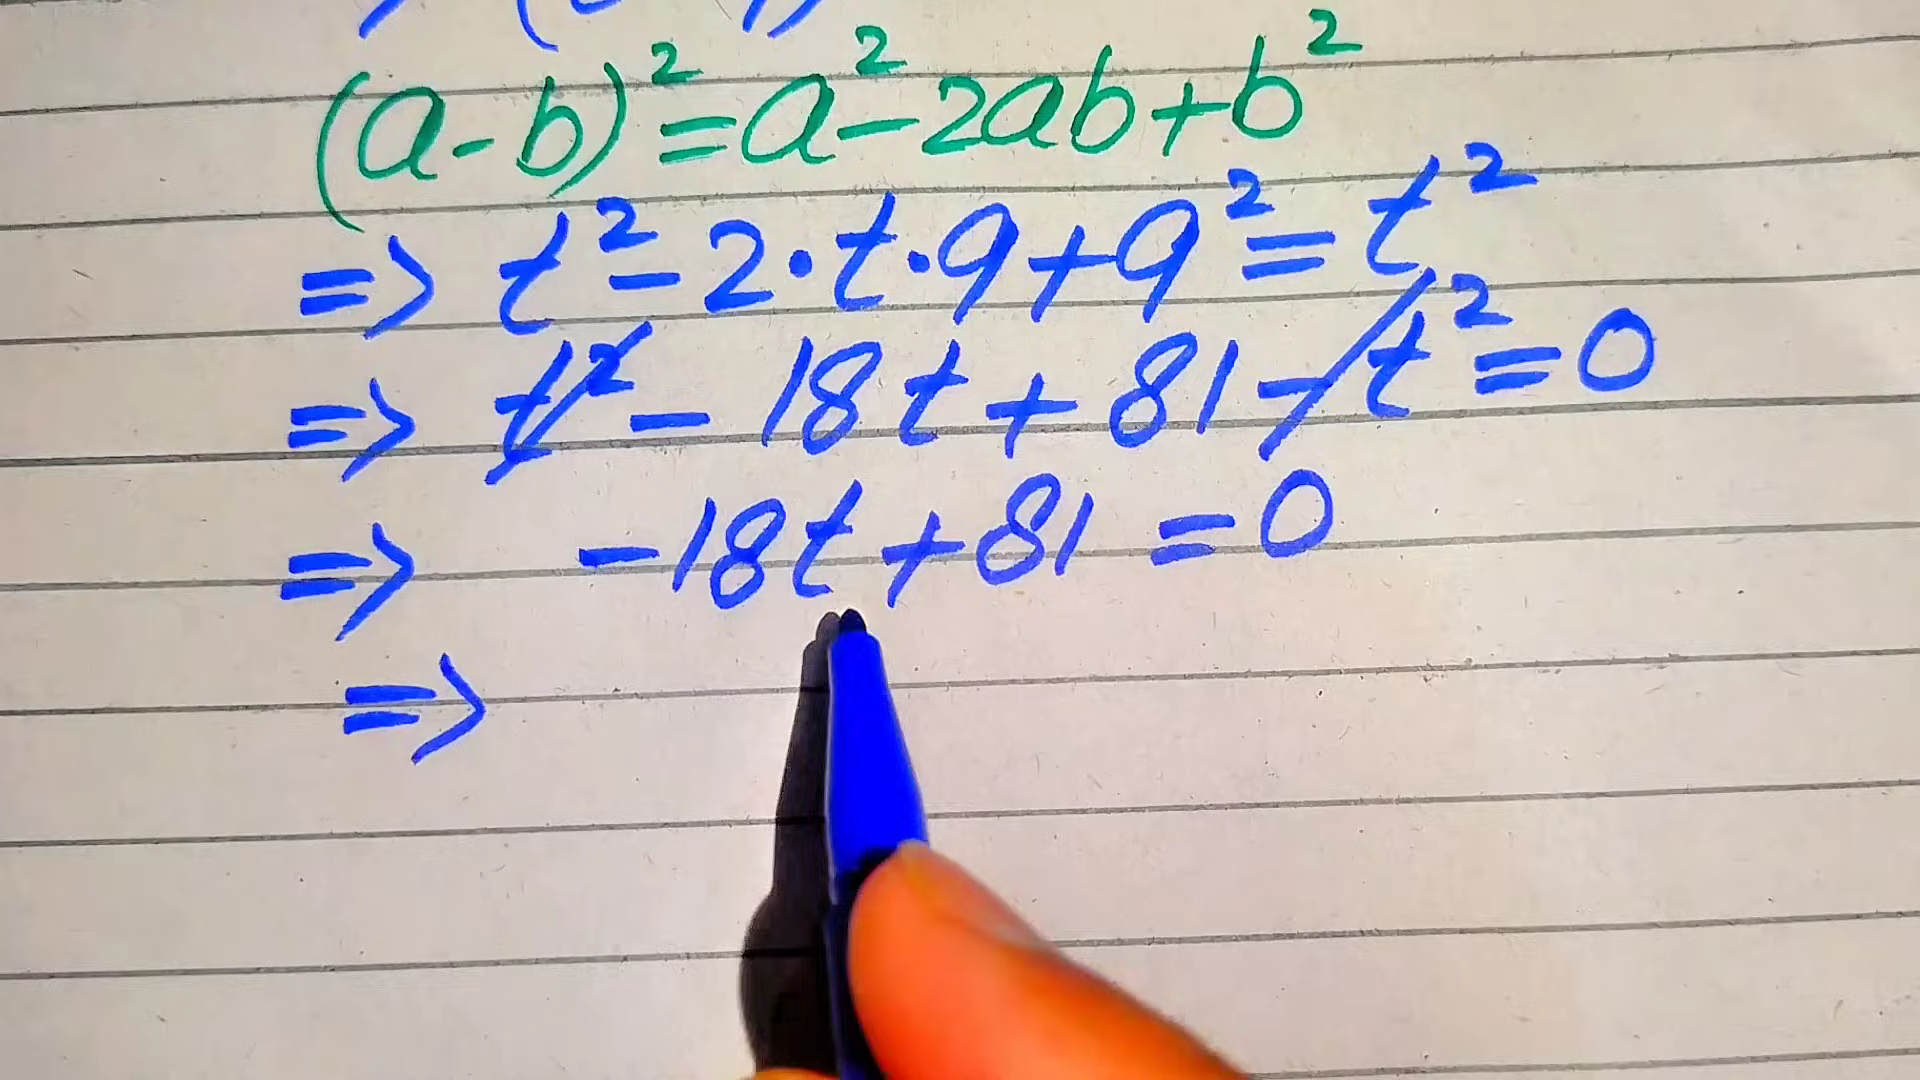 (a-b)²=a²-2ab+b²
=> t²-2·t·9+9²=t²
=> t²-18t+81-t²=0
=> -18t+81=0
=>